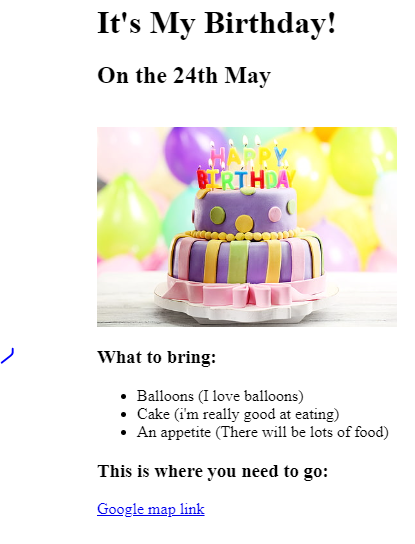 It's My Birthday!
On the 24th May
HAPPY
BIRTHDAY
What to bring:
Balloons (I love balloons)
Cake (i'm really good at eating)
An appetite (There will be lots of food)
This is where you need to go:
Google map link